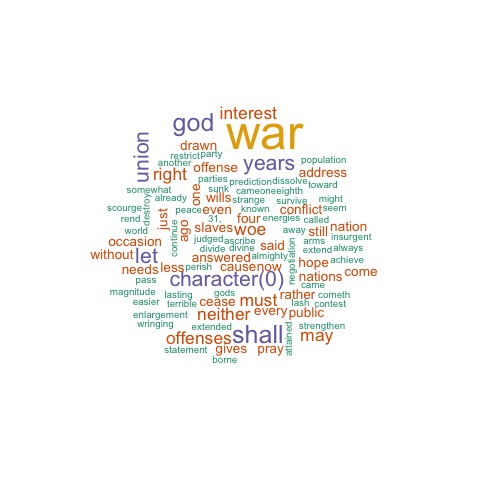 interest
god war
drawn
restrict party
union another offense years population
right parties prediction dissolve address
somewhat already one sunk cameoneeighth toward
destroy wills strange survive might
scourge just peace even known conflict seem
rend 31, four energies called
world ago slaves woe away still nation
occasion continue judged ascribe arms insurgent
without let divide divine said extended always
answered almighty negotiation hope come
needs less perish causenow nations
pass character(0) came
magnitude lasting gods rather cometh
easier terrible cease must lash contest
enlargement neither every public
wringing extended shall strengthen
offenses attained may
statement gives pray extend
borne